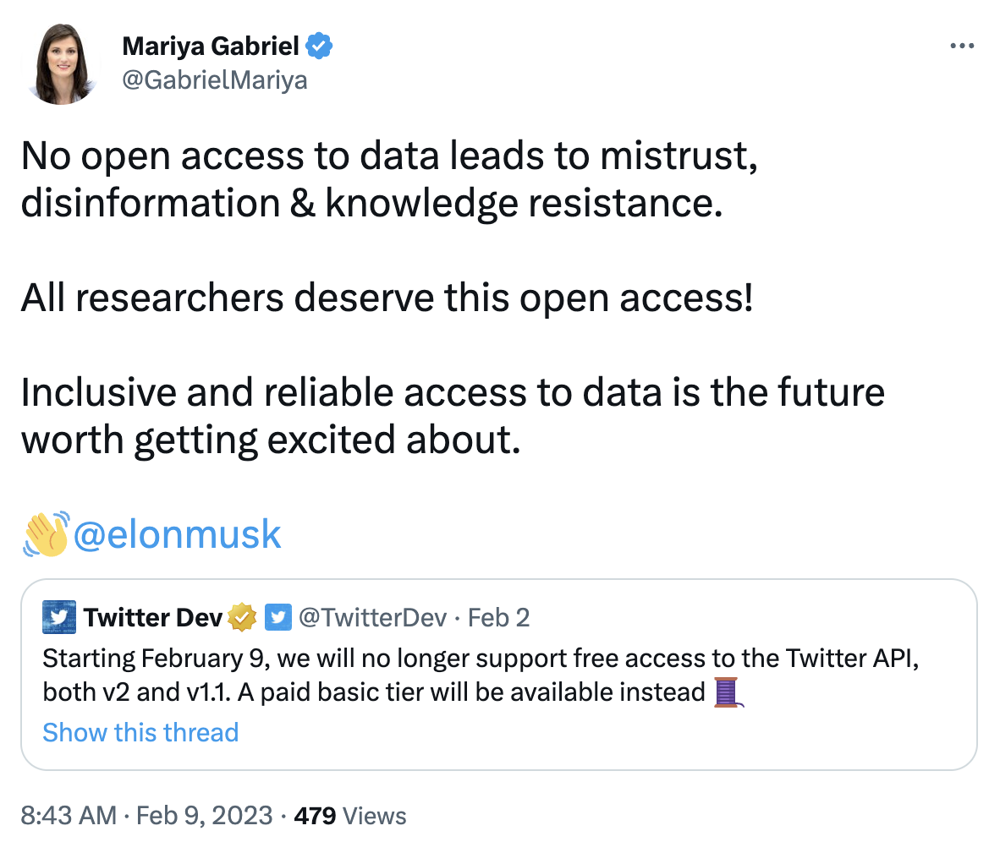 Mariya Gabriel
@GabrielMariya
No open access to data leads to mistrust,
disinformation & knowledge resistance.
All researchers deserve this open access!
Inclusive and reliable access to data is the future
worth getting excited about.
👋@elonmusk
Twitter Dev @TwitterDev · Feb 2
Starting February 9, we will no longer support free access to the Twitter API,
both v2 and v1.1. A paid basic tier will be available instead 🧵
Show this thread
8:43 AM · Feb 9, 2023 · 479 Views